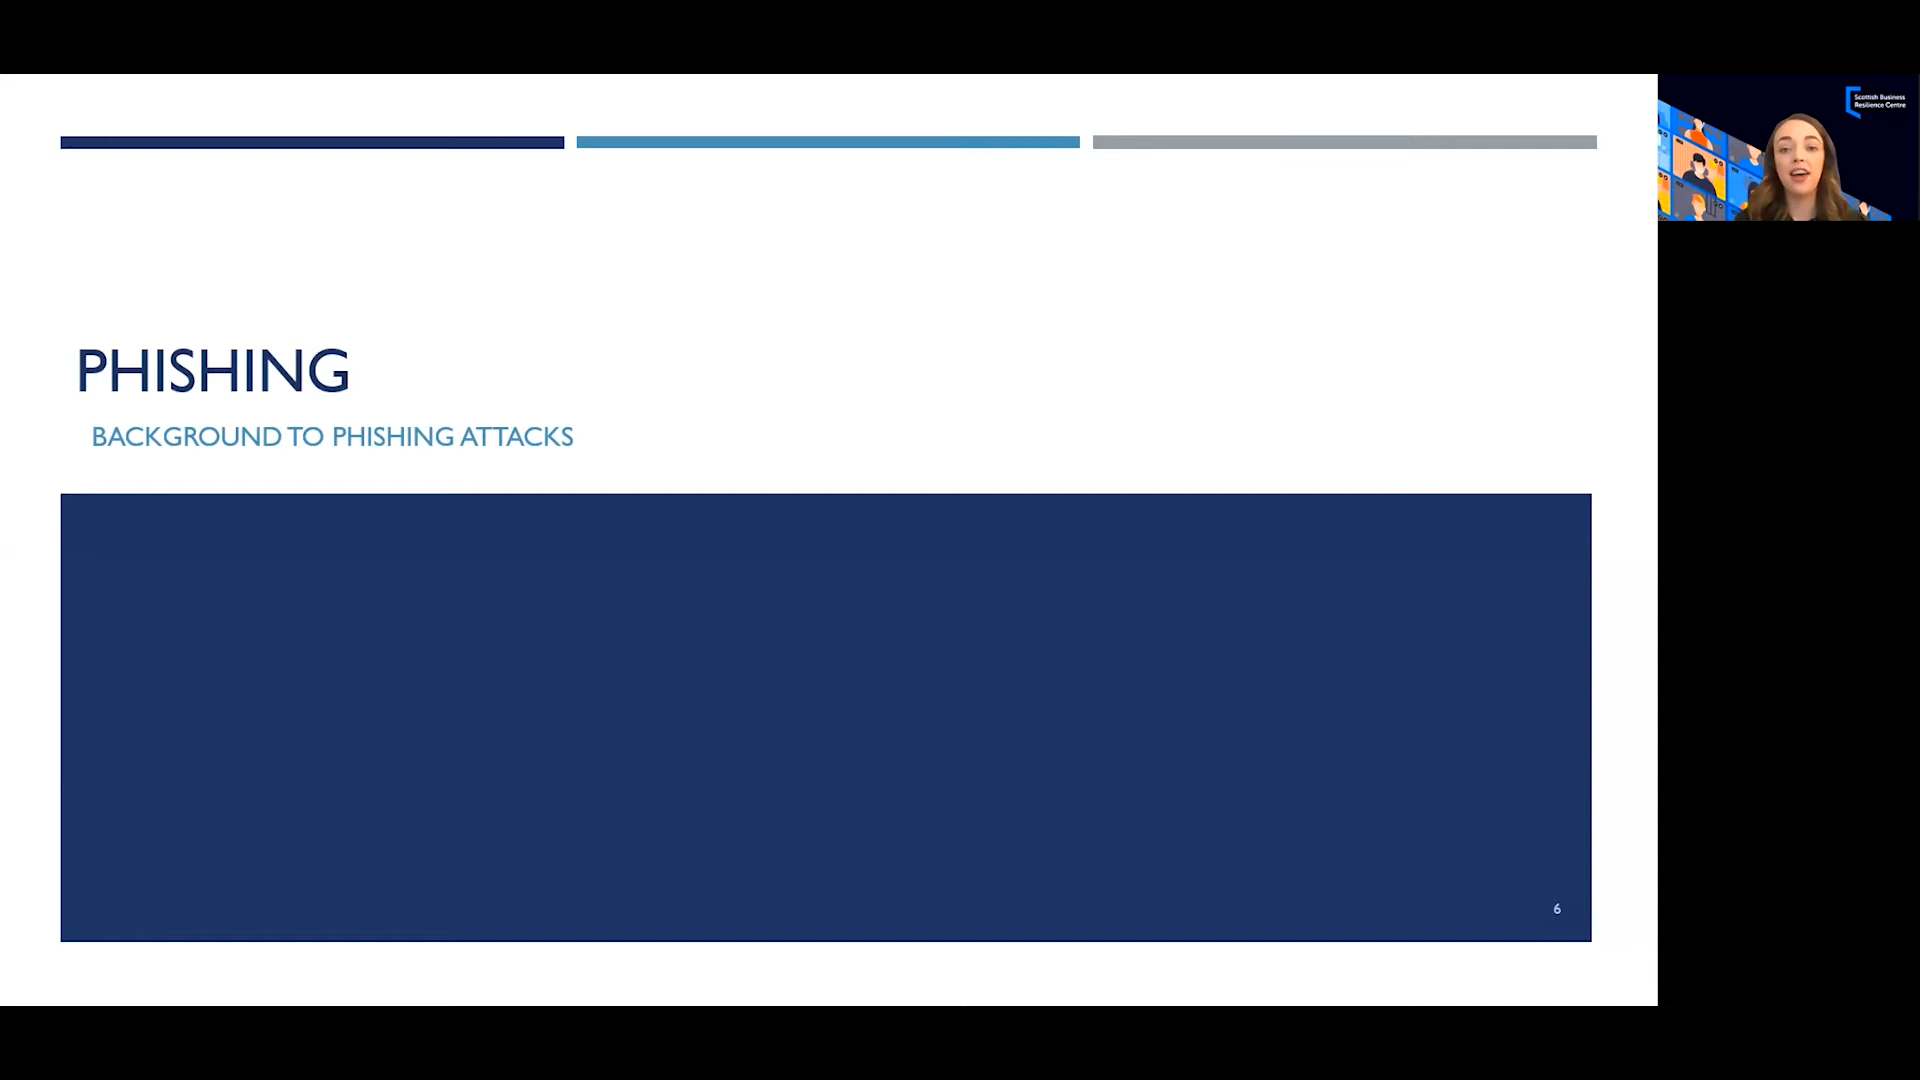 Scottish Business
Resilience Centre
PHISHING
BACKGROUND TO PHISHING ATTACKS
6